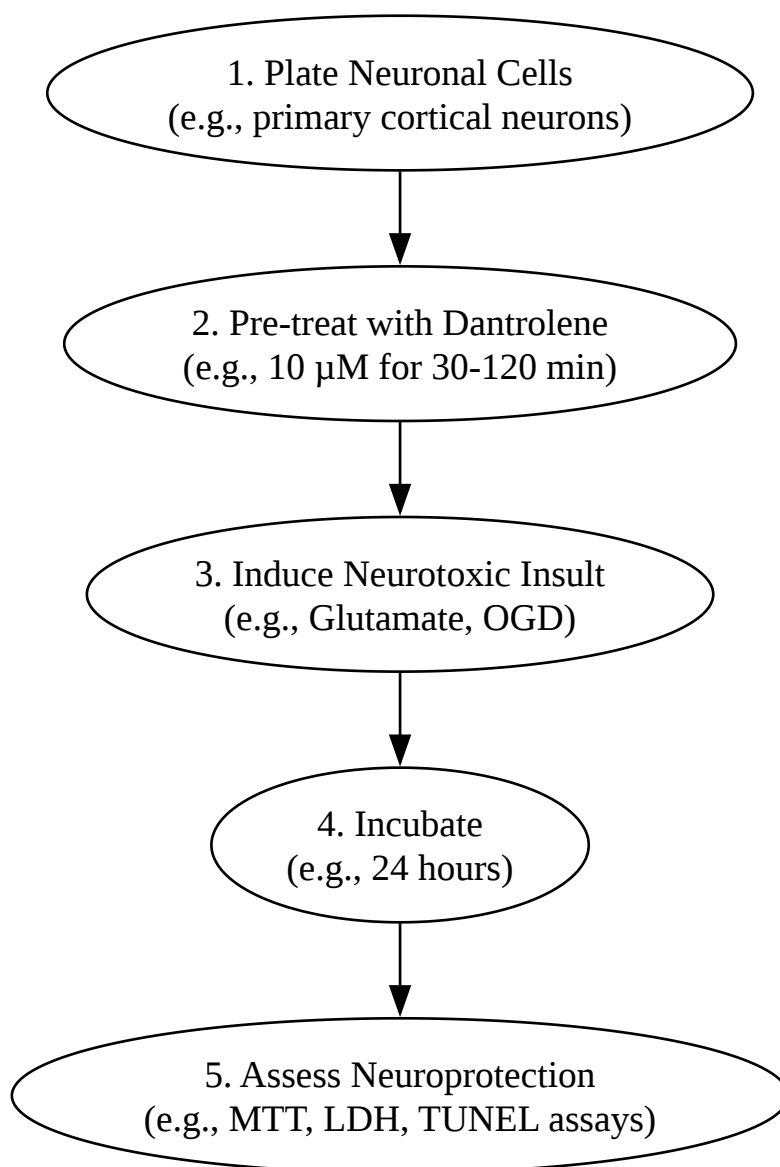 1. Plate Neuronal Cells
(e.g., primary cortical neurons)
2. Pre-treat with Dantrolene
(e.g., 10 µM for 30-120 min)
3. Induce Neurotoxic Insult
(e.g., Glutamate, OGD)
4. Incubate
(e.g., 24 hours)
5. Assess Neuroprotection
(e.g., MTT, LDH, TUNEL assays)